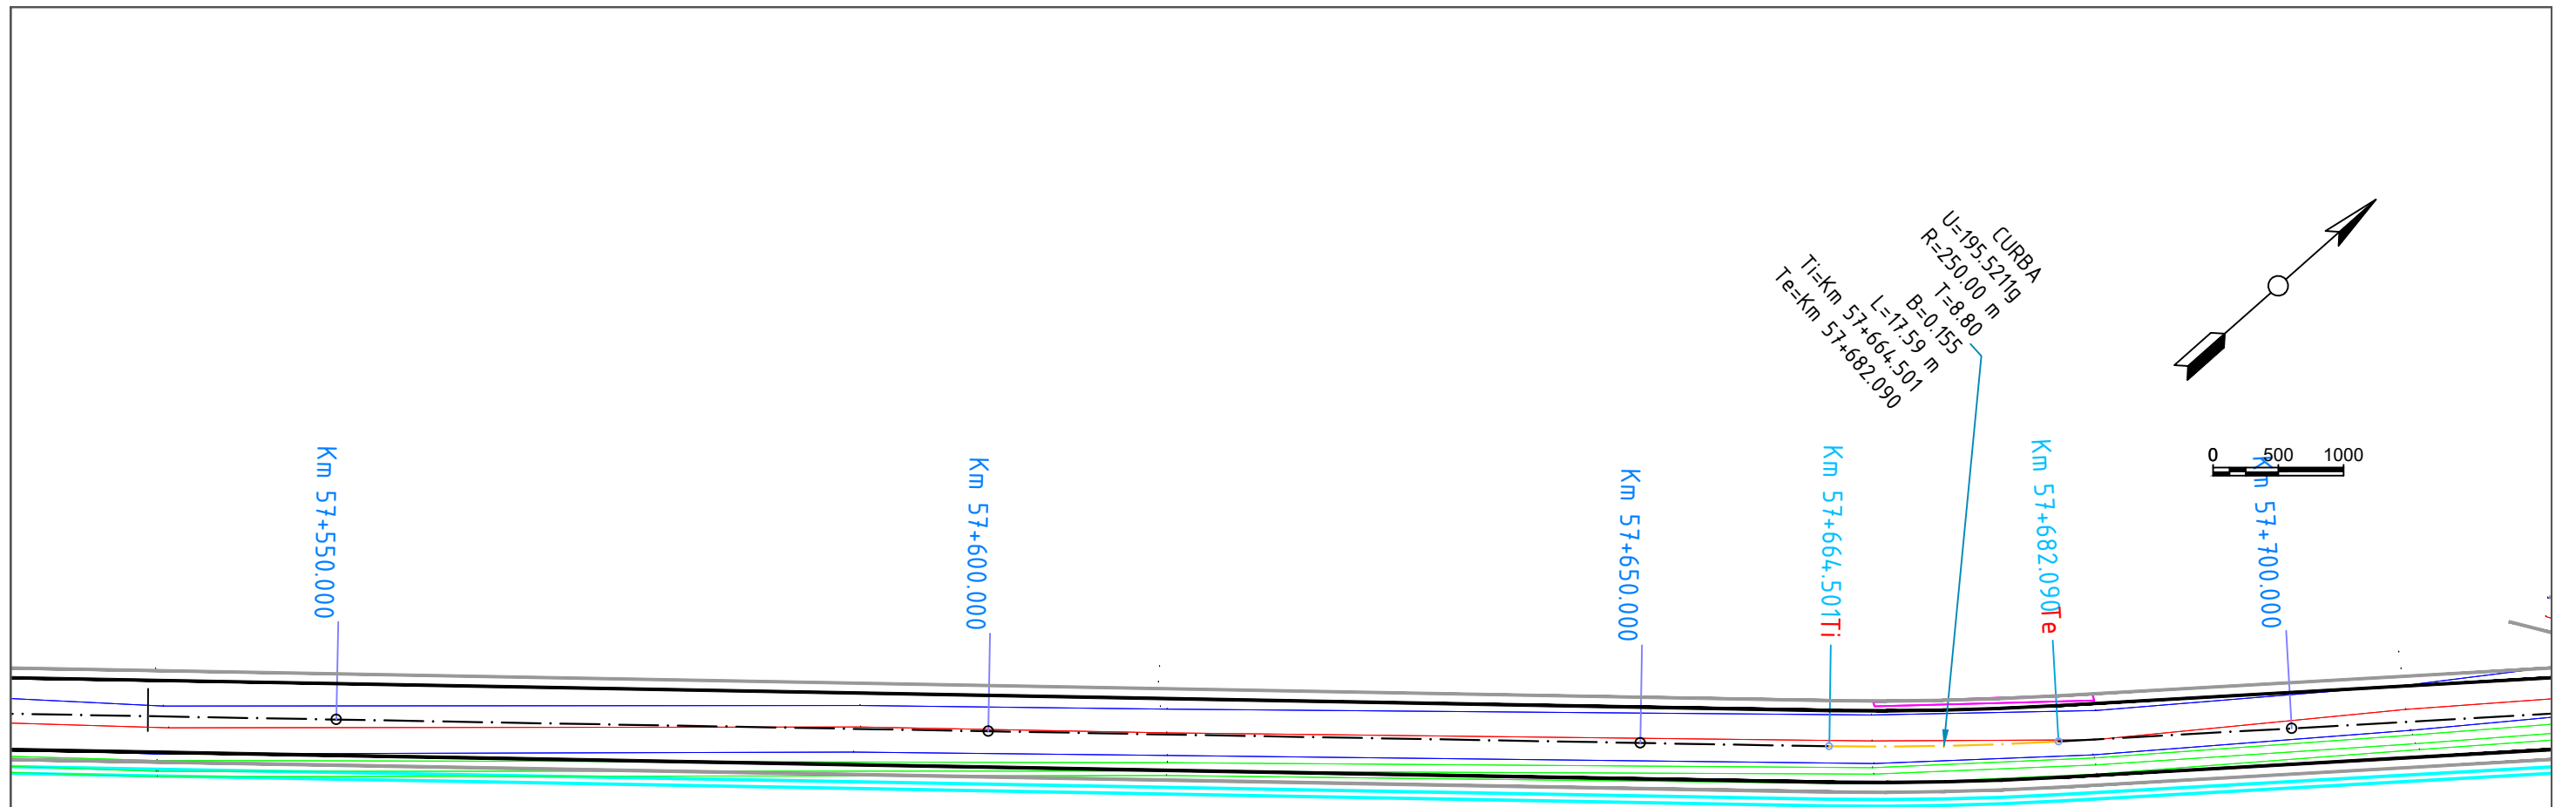 CURBA
U=195.5211g
R=250.00 m
T=8.80
B=0.155
L=17.59 m
Ti=Km 57+664.501
Te=Km 57+682.090
Km 57+550.000
Km 57+600.000
Km 57+650.000
Km 57+664.501Ti
Km 57+682.090Te
Km 57+700.000
0 500 1000